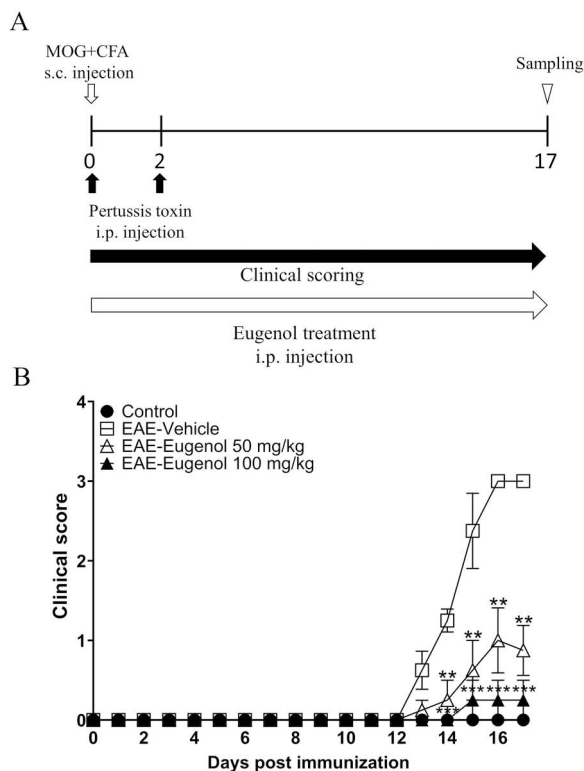 A
MOG+CFA
s.c. injection
Sampling
0 2 17
Pertussis toxin
i.p. injection
Clinical scoring
Eugenol treatment
i.p. injection
B
Control
EAE-Vehicle
EAE-Eugenol 50 mg/kg
EAE-Eugenol 100 mg/kg
Clinical score
4
3
2
1
0
** ** ** **
*** *** *** ***
0 2 4 6 8 10 12 14 16
Days post immunization